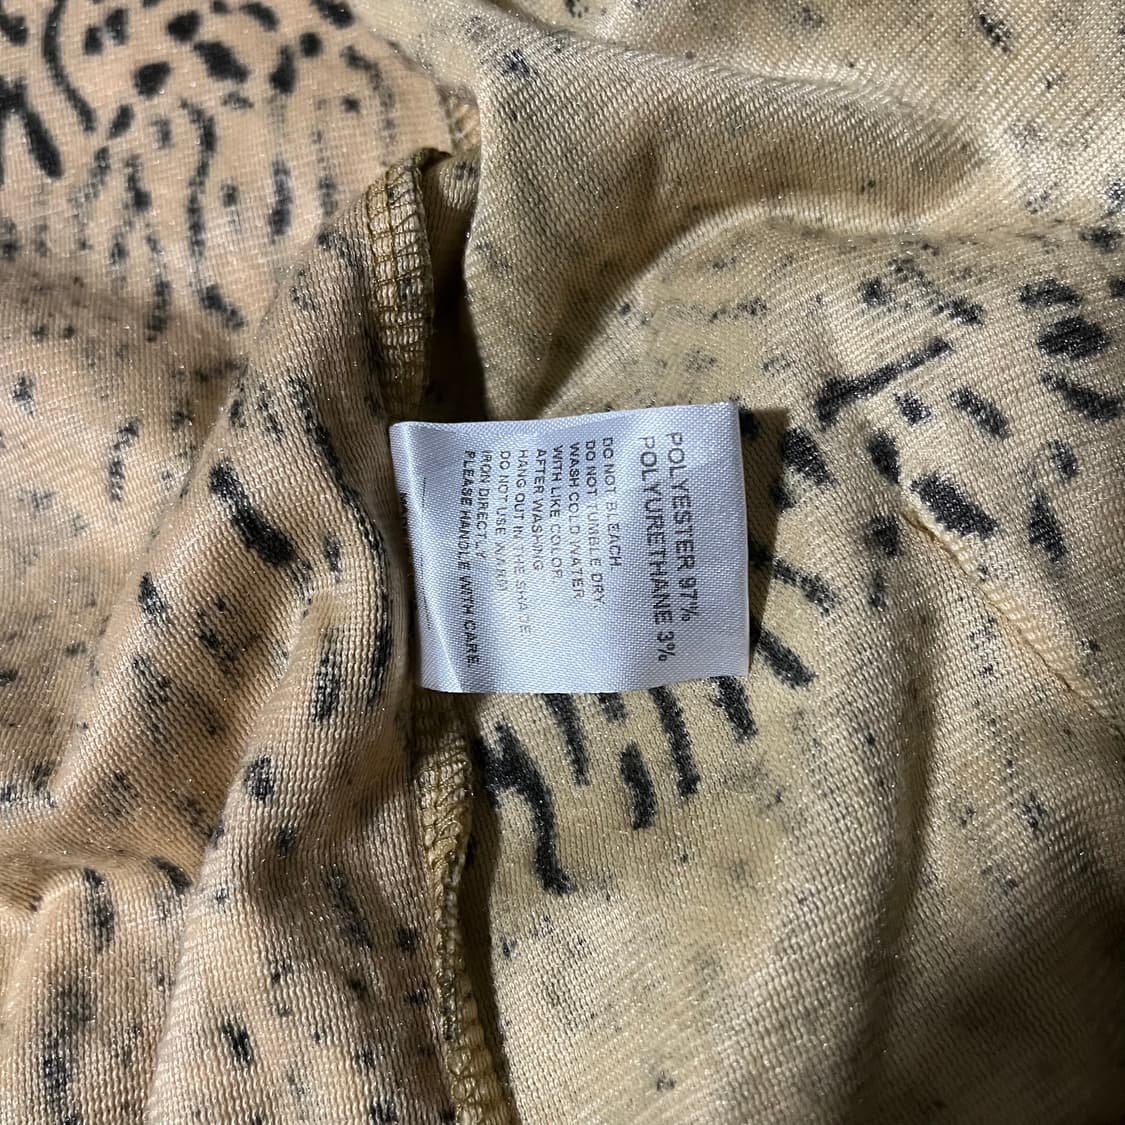 POLYESTER 97%
POLYURETHANE 3%
DO NOT BLEACH
DO NOT TUMBLE DRY.
WASH COLD WATER
WITH LIKE COLOR
AFTER WASHING
HANG OUT IN THE SHADE
DO NOT USE
IRON DIRECTLY
PLEASE HANDLE WITH CARE.